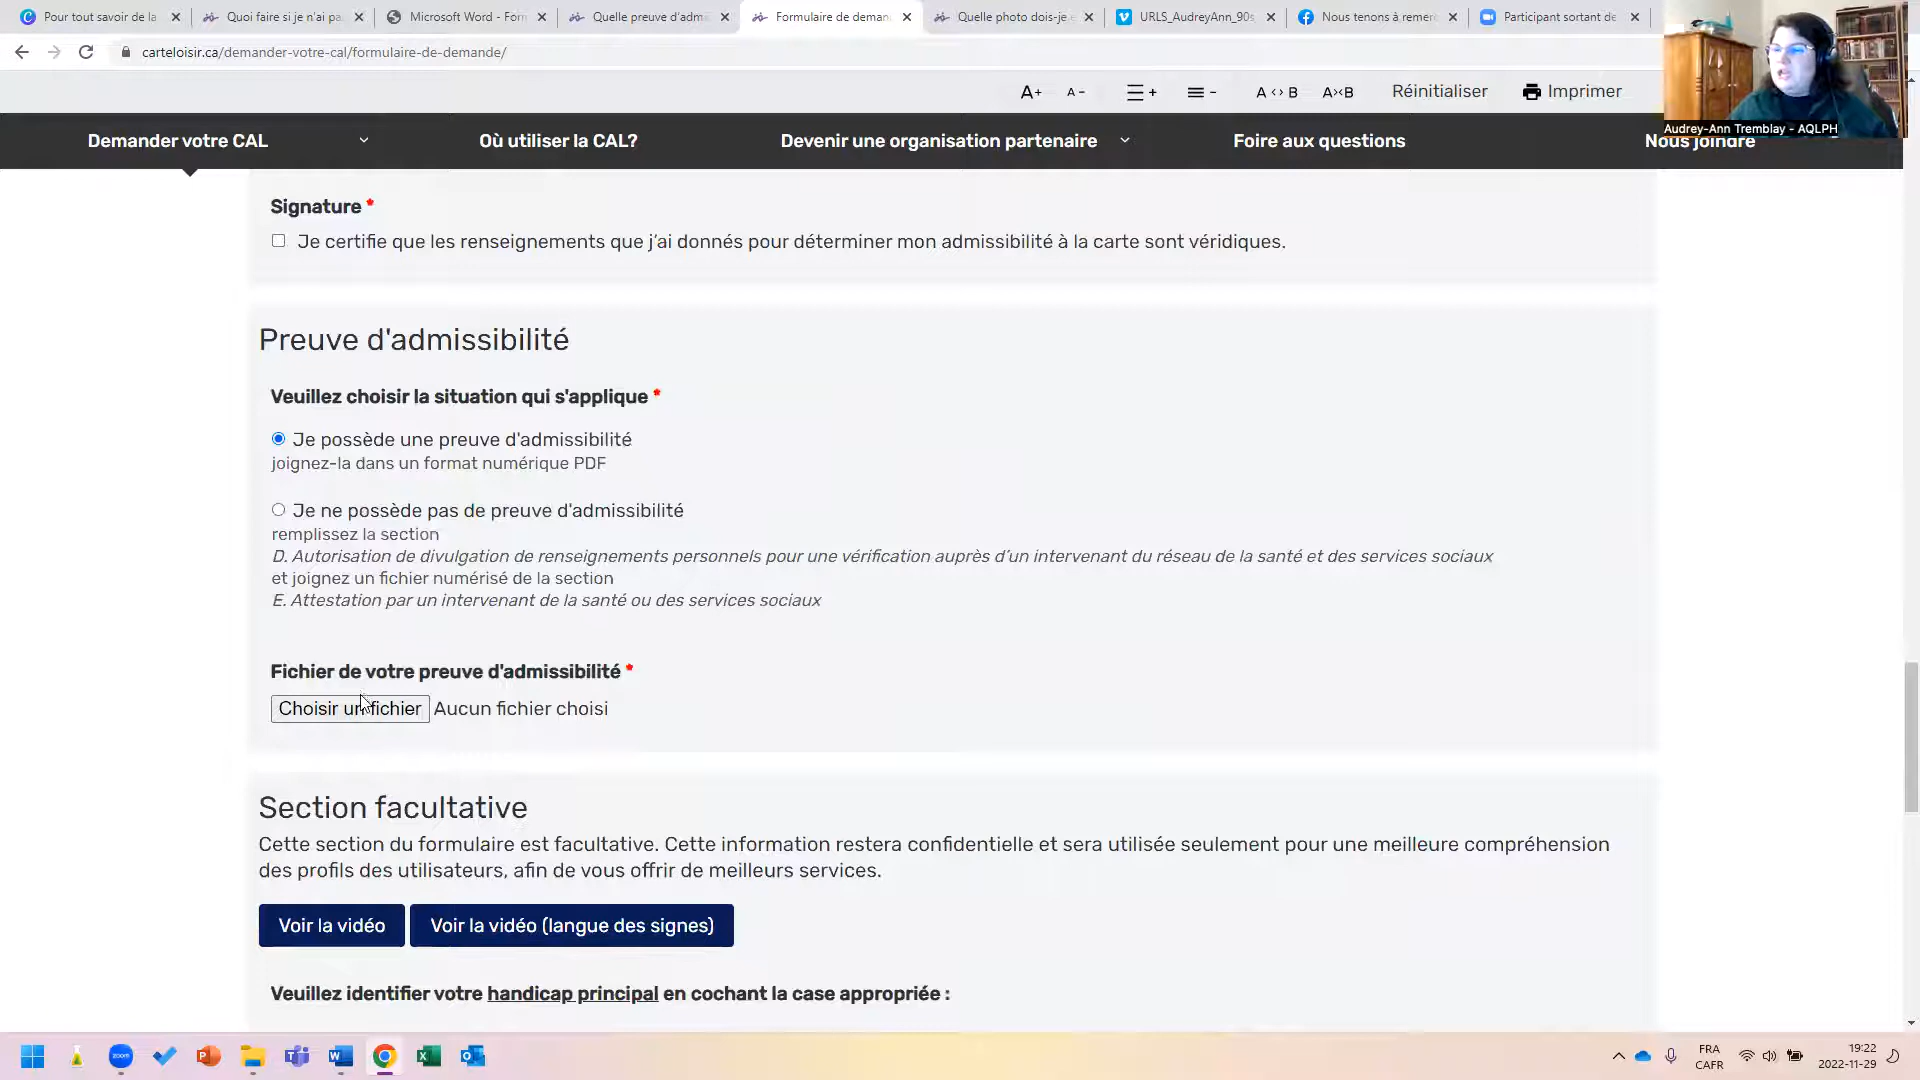 Pour tout savoir de la
Quoi faire si je n'ai pa
Microsoft Word - For
Quelle preuve d'adm
Formulaire de deman
Quelle photo dois-je
URLS_AudreyAnn_90s
Nous tenons à remer
Participant sortant de
carteloisir.ca/demander-votre-cal/formulaire-de-demande/
A+ A- + - A<>B A><B Réinitialiser Imprimer
Audrey-Ann Tremblay - AQLPH
Demander votre CAL Où utiliser la CAL? Devenir une organisation partenaire Foire aux questions Nous joindre
Signature *
Je certifie que les renseignements que j'ai donnés pour déterminer mon admissibilité à la carte sont véridiques.
Preuve d'admissibilité
Veuillez choisir la situation qui s'applique *
Je possède une preuve d'admissibilité
joignez-la dans un format numérique PDF
Je ne possède pas de preuve d'admissibilité
remplissez la section
D. Autorisation de divulgation de renseignements personnels pour une vérification auprès d'un intervenant du réseau de la santé et des services sociaux
et joignez un fichier numérisé de la section
E. Attestation par un intervenant de la santé ou des services sociaux
Fichier de votre preuve d'admissibilité *
Choisir un fichier Aucun fichier choisi
Section facultative
Cette section du formulaire est facultative. Cette information restera confidentielle et sera utilisée seulement pour une meilleure compréhension
des profils des utilisateurs, afin de vous offrir de meilleurs services.
Voir la vidéo Voir la vidéo (langue des signes)
Veuillez identifier votre handicap principal en cochant la case appropriée :
zoom
FRA
CAFR
19:22
2022-11-29